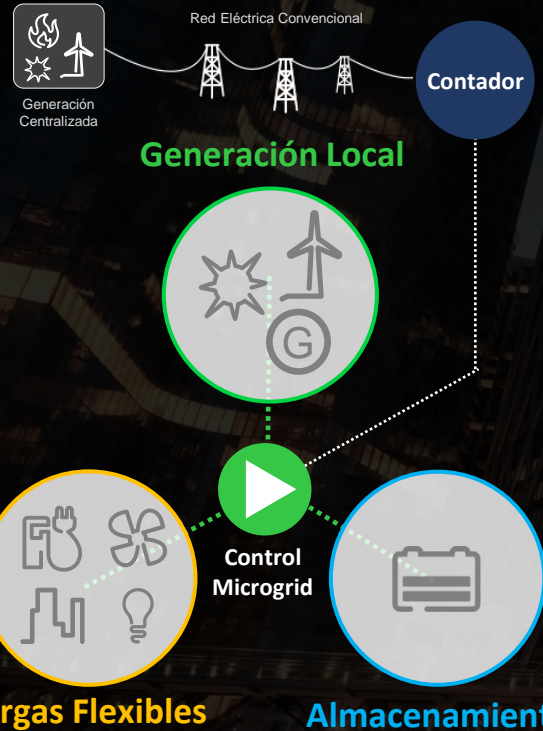 Red Eléctrica Convencional
Contador
Generación
Centralizada
Generación Local
G
Control
Microgrid
rgas Flexibles
Almacenamient